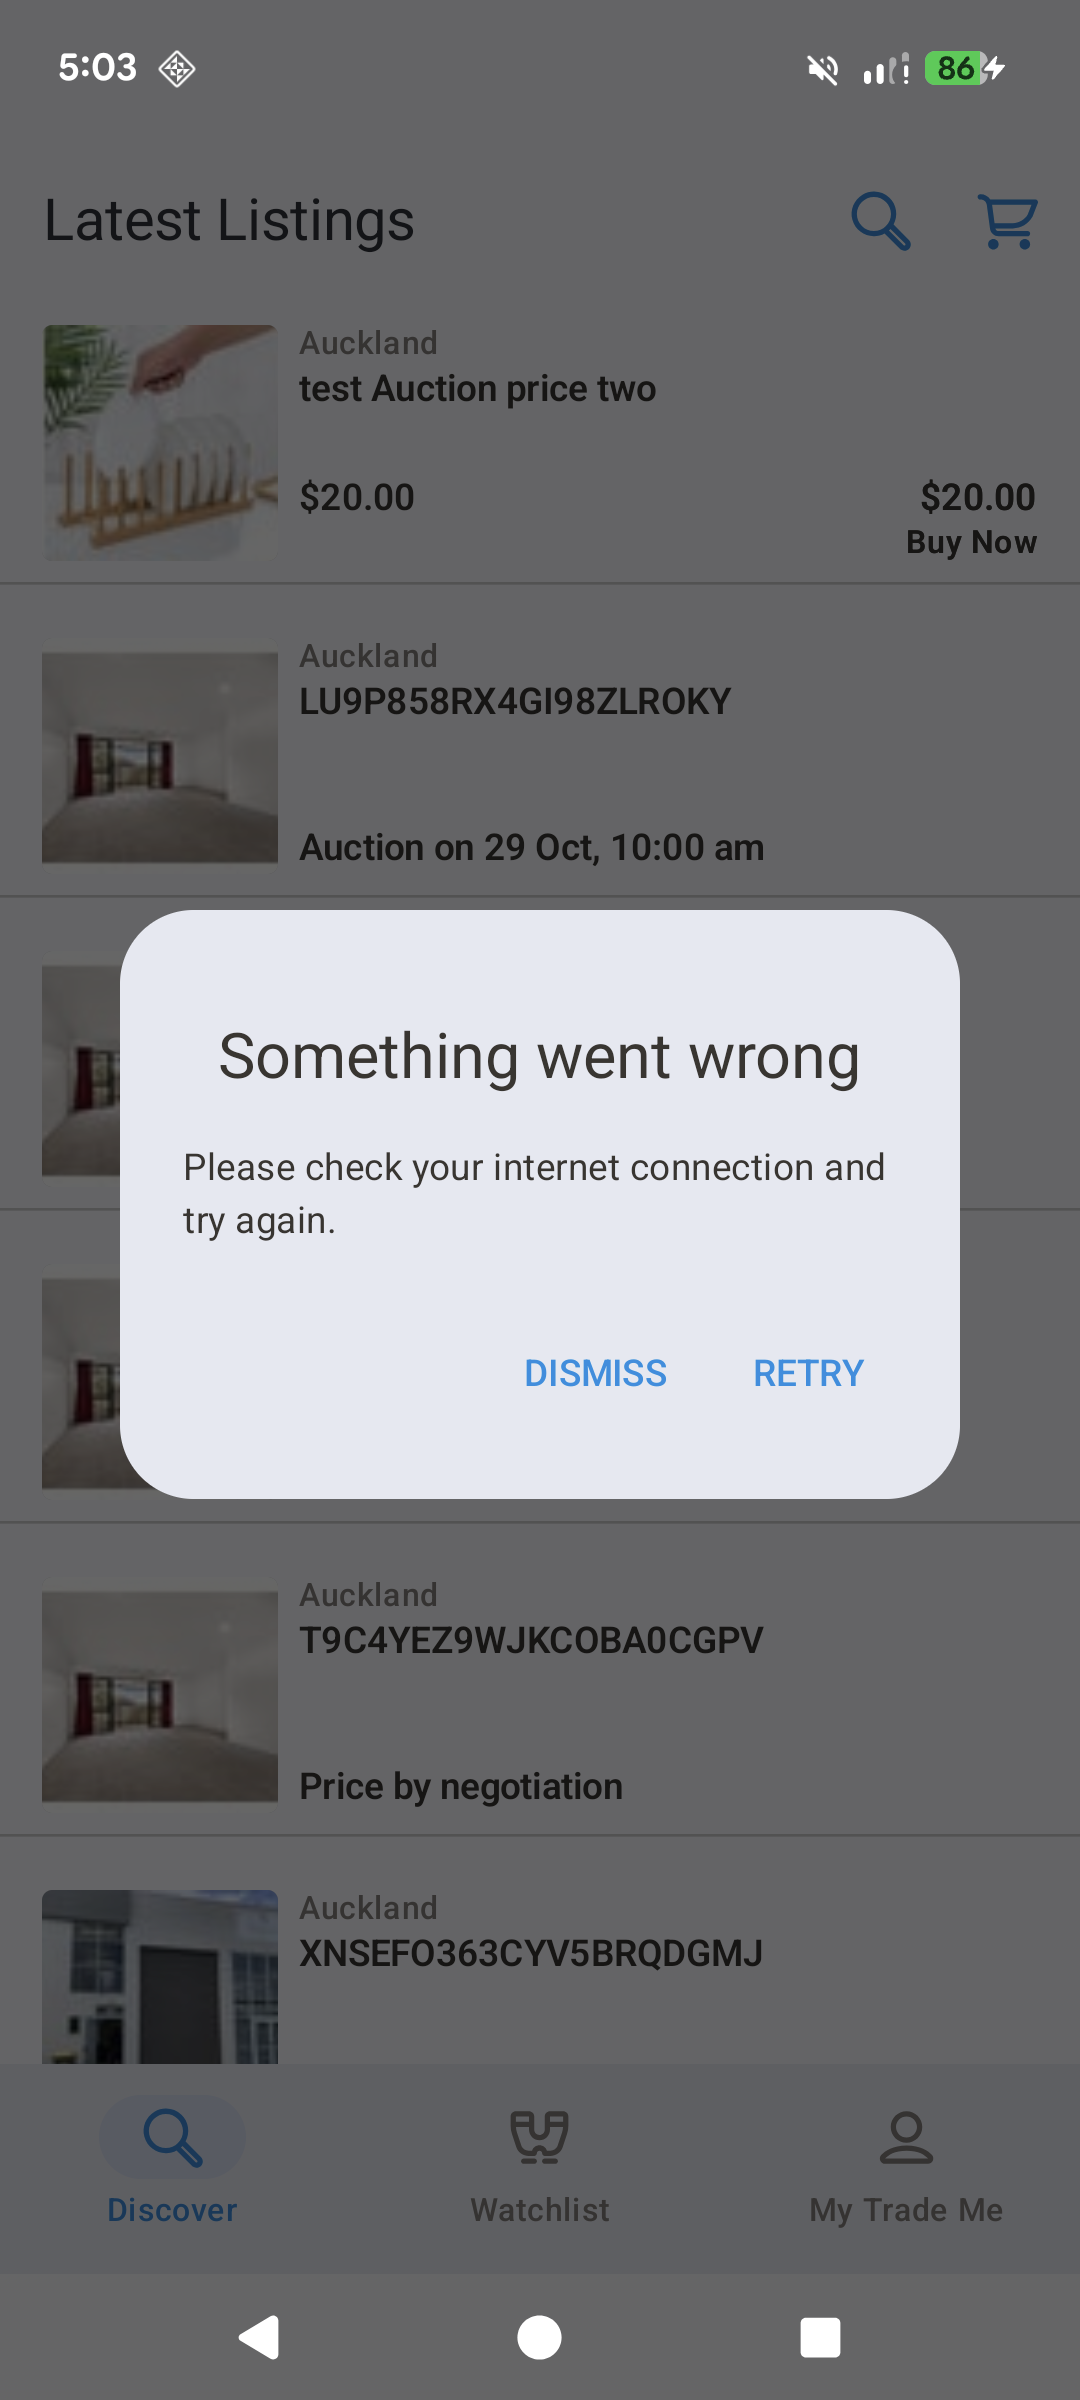 5:03
86
Latest Listings
Auckland
test Auction price two
$20.00
$20.00
Buy Now
Auckland
LU9P858RX4GI98ZLROKY
Auction on 29 Oct, 10:00 am
Something went wrong
Please check your internet connection and
try again.
DISMISS RETRY
Auckland
T9C4YEZ9WJKCOBA0CGPV
Price by negotiation
Auckland
XNSEFO363CYV5BRQDGMJ
Discover Watchlist My Trade Me